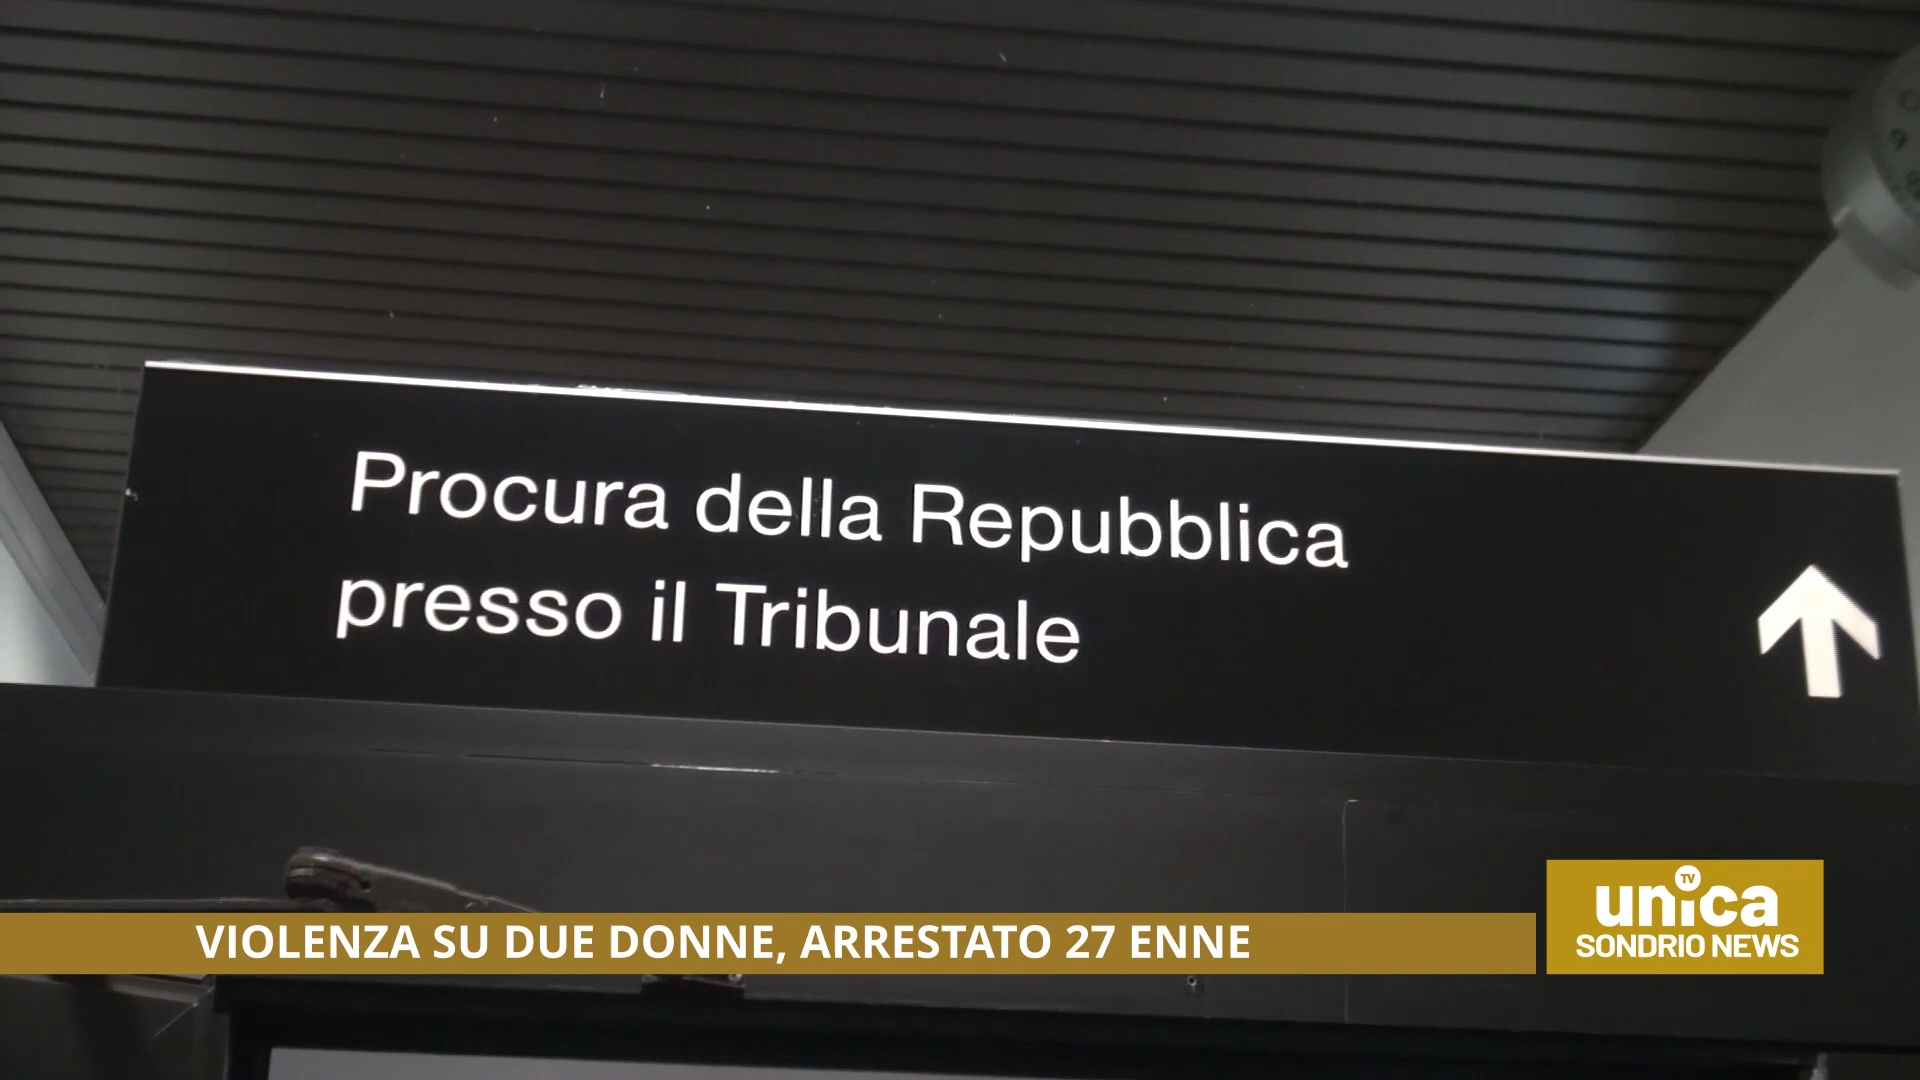 Procura della Repubblica
presso il Tribunale
VIOLENZA SU DUE DONNE, ARRESTATO 27 ENNE
TV
unica
SONDRIO NEWS